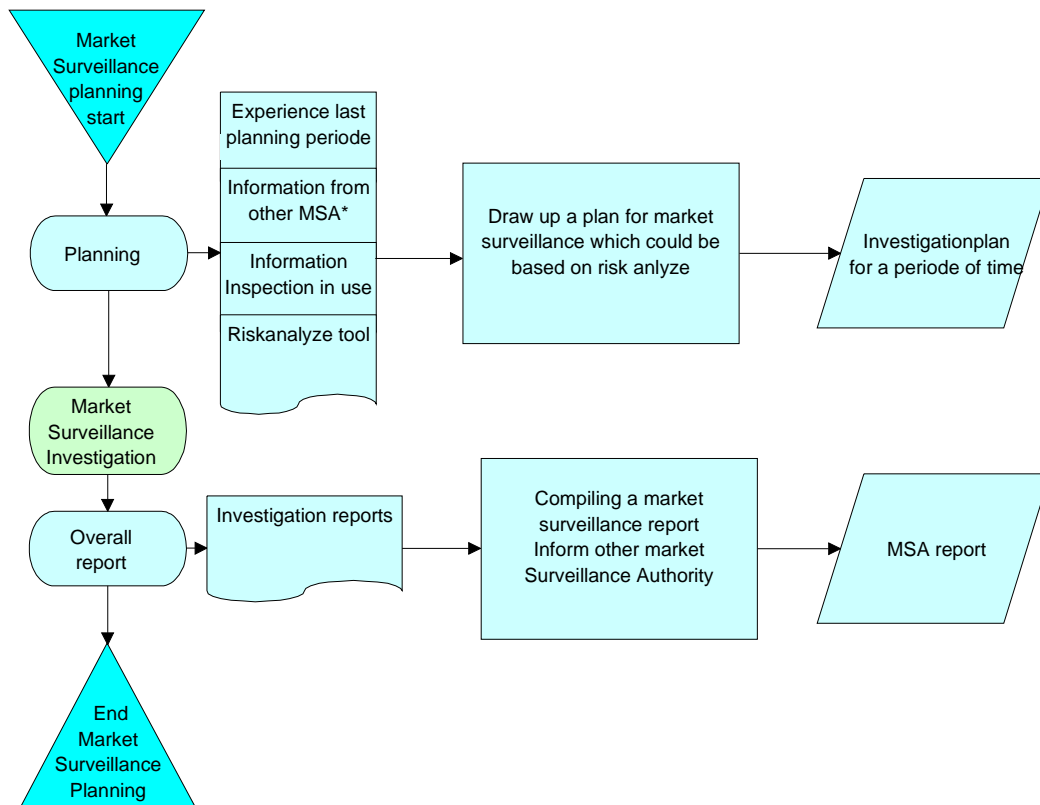 Market
Surveillance
planning
start
Experience last
planning periode
Information from
other MSA*
Information
Inspection in use
Riskanalyze tool
Planning
Draw up a plan for market
surveillance which could be
based on risk anlyze
Investigationplan
for a periode of time
Market
Surveillance
Investigation
Overall
report
Investigation reports
Compiling a market
surveillance report
Inform other market
Surveillance Authority
MSA report
End
Market
Surveillance
Planning